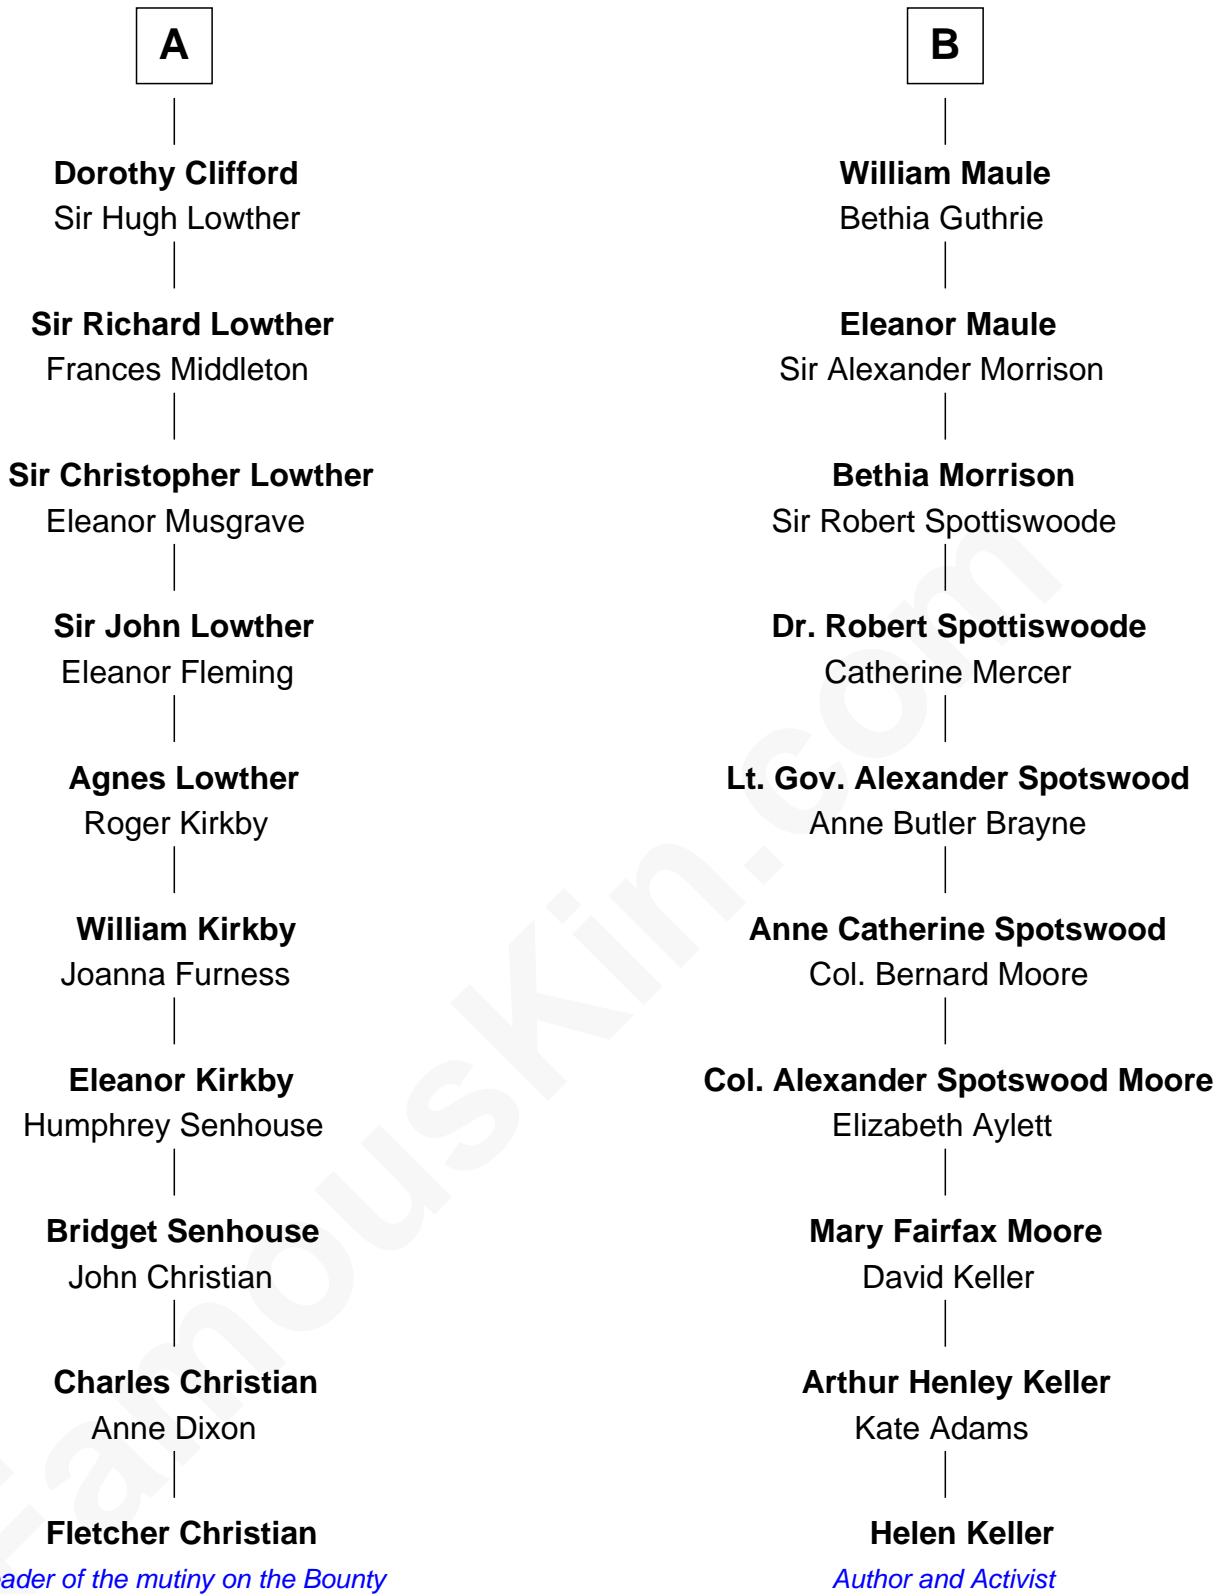 A
Dorothy Clifford
Sir Hugh Lowther
Sir Richard Lowther
Frances Middleton
Sir Christopher Lowther
Eleanor Musgrave
Sir John Lowther
Eleanor Fleming
Agnes Lowther
Roger Kirkby
William Kirkby
Joanna Furness
Eleanor Kirkby
Humphrey Senhouse
Bridget Senhouse
John Christian
Charles Christian
Anne Dixon
Fletcher Christian
of the mutiny on the Bounty
B
William Maule
Bethia Guthrie
Eleanor Maule
Sir Alexander Morrison
Bethia Morrison
Sir Robert Spottiswoode
Dr. Robert Spottiswoode
Catherine Mercer
Lt. Gov. Alexander Spotswood
Anne Butler Brayne
Anne Catherine Spotswood
Col. Bernard Moore
Col. Alexander Spotswood Moore
Elizabeth Aylett
Mary Fairfax Moore
David Keller
Arthur Henley Keller
Kate Adams
Helen Keller
Author and Activist
FamousKin.com